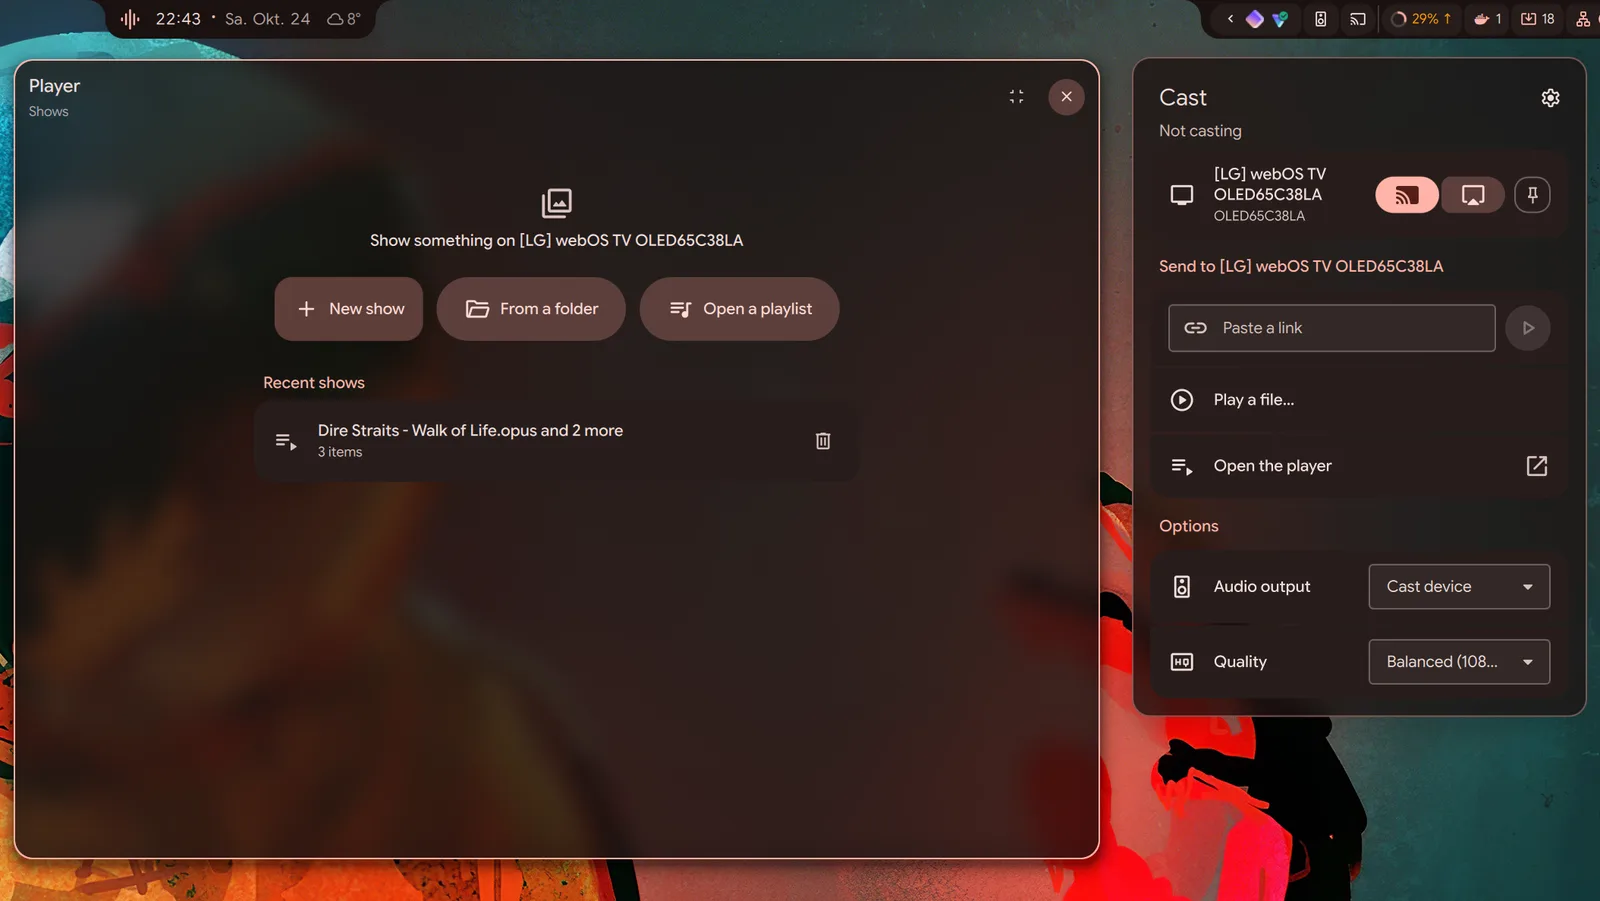 22:43 · Sa. Okt. 24 8°
29% ↑ 1 18
Player
Shows
Show something on [LG] webOS TV OLED65C38LA
New show
From a folder
Open a playlist
Recent shows
Dire Straits - Walk of Life.opus and 2 more
3 items
Cast
Not casting
[LG] webOS TV
OLED65C38LA
OLED65C38LA
Send to [LG] webOS TV OLED65C38LA
Paste a link
Play a file...
Open the player
Options
Audio output
Cast device
HQ
Quality
Balanced (108...